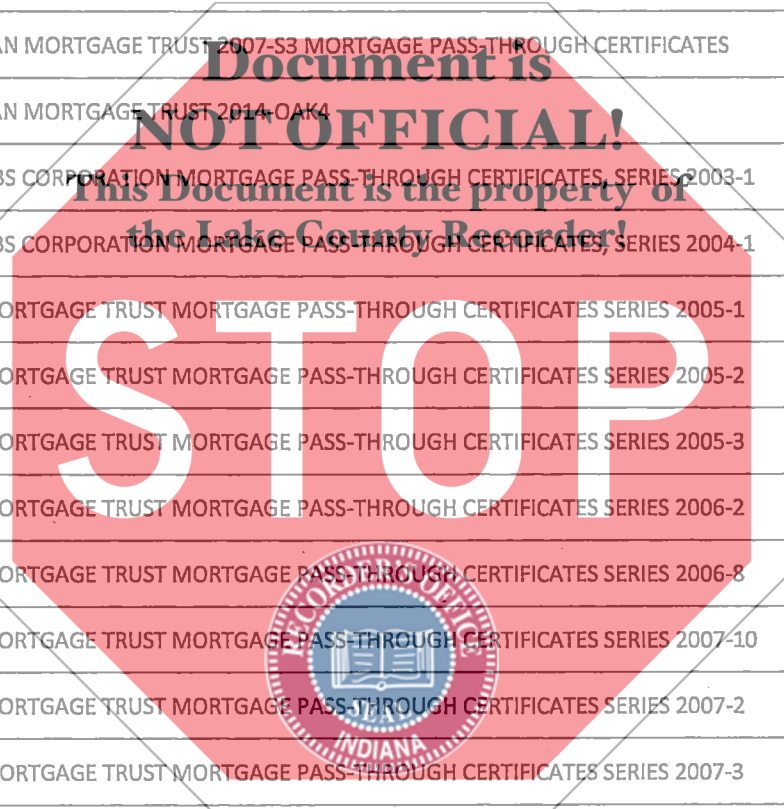 N MORTGAGE TRUST 2007-S3 MORTGAGE PASS-THROUGH CERTIFICATES
Document is
N MORTGAGE TRUST 2014-OAK4
NOT OFFICIAL!
BS CORPORATION MORTGAGE PASS-THROUGH CERTIFICATES, SERIES 2003-1
This Document is the property of
BS CORPORATION MORTGAGE PASS-THROUGH CERTIFICATES, SERIES 2004-1
the Lake County Recorder!
ORTGAGE TRUST MORTGAGE PASS-THROUGH CERTIFICATES SERIES 2005-1
STOP
ORTGAGE TRUST MORTGAGE PASS-THROUGH CERTIFICATES SERIES 2005-2
ORTGAGE TRUST MORTGAGE PASS-THROUGH CERTIFICATES SERIES 2005-3
ORTGAGE TRUST MORTGAGE PASS-THROUGH CERTIFICATES SERIES 2006-2
ORTGAGE TRUST MORTGAGE PASS-THROUGH CERTIFICATES SERIES 2006-8
RECORDER'S OFFICE
ORTGAGE TRUST MORTGAGE PASS-THROUGH CERTIFICATES SERIES 2007-10
ORTGAGE TRUST MORTGAGE PASS-THROUGH CERTIFICATES SERIES 2007-2
SEAL
INDIANA
ORTGAGE TRUST MORTGAGE PASS-THROUGH CERTIFICATES SERIES 2007-3